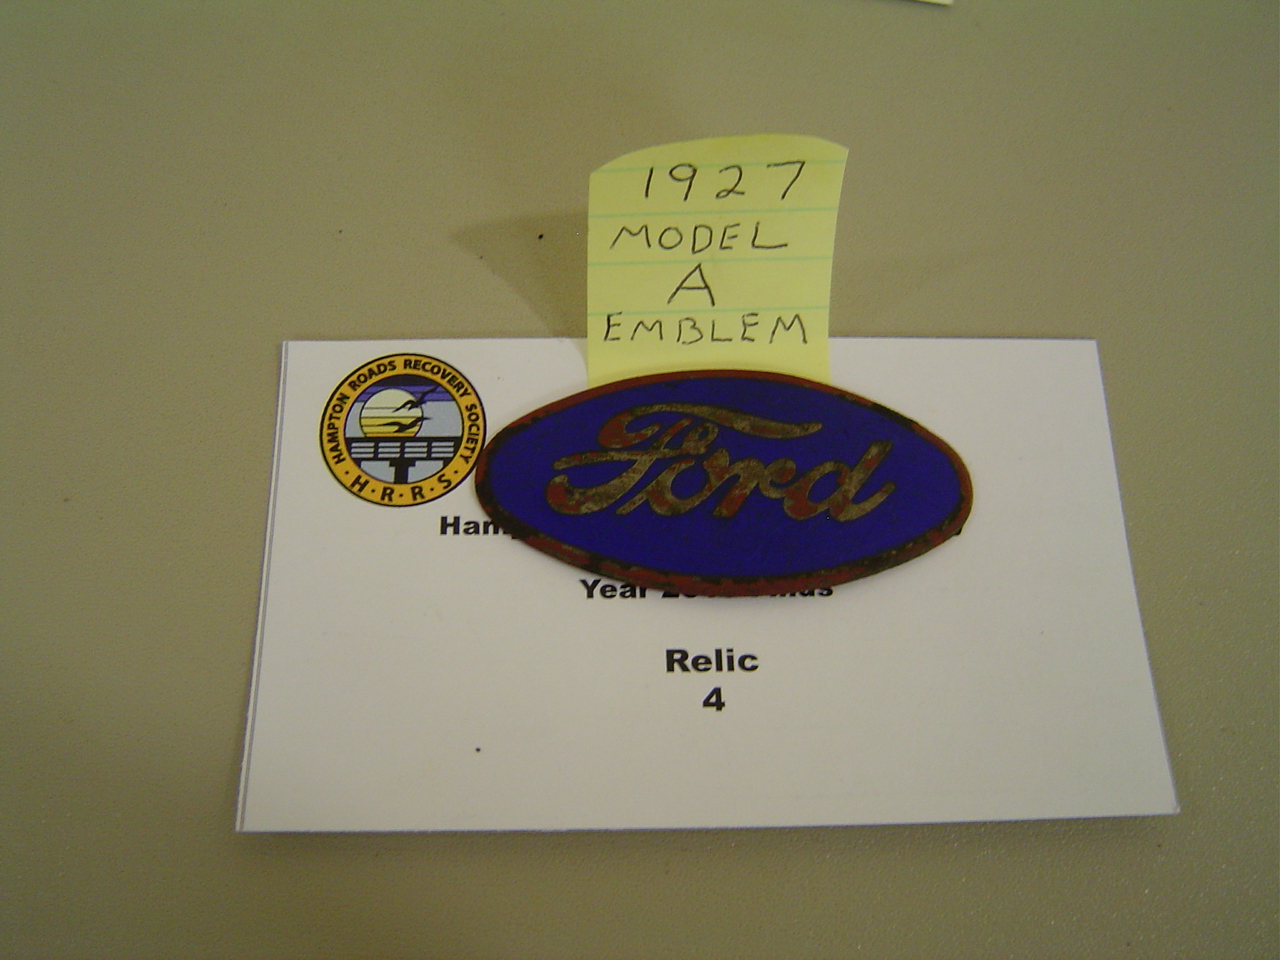 1927
MODEL
A
EMBLEM
HAMPTON ROADS RECOVERY SOCIETY
· H · R · R · S ·
Ford
Year
Relic
4